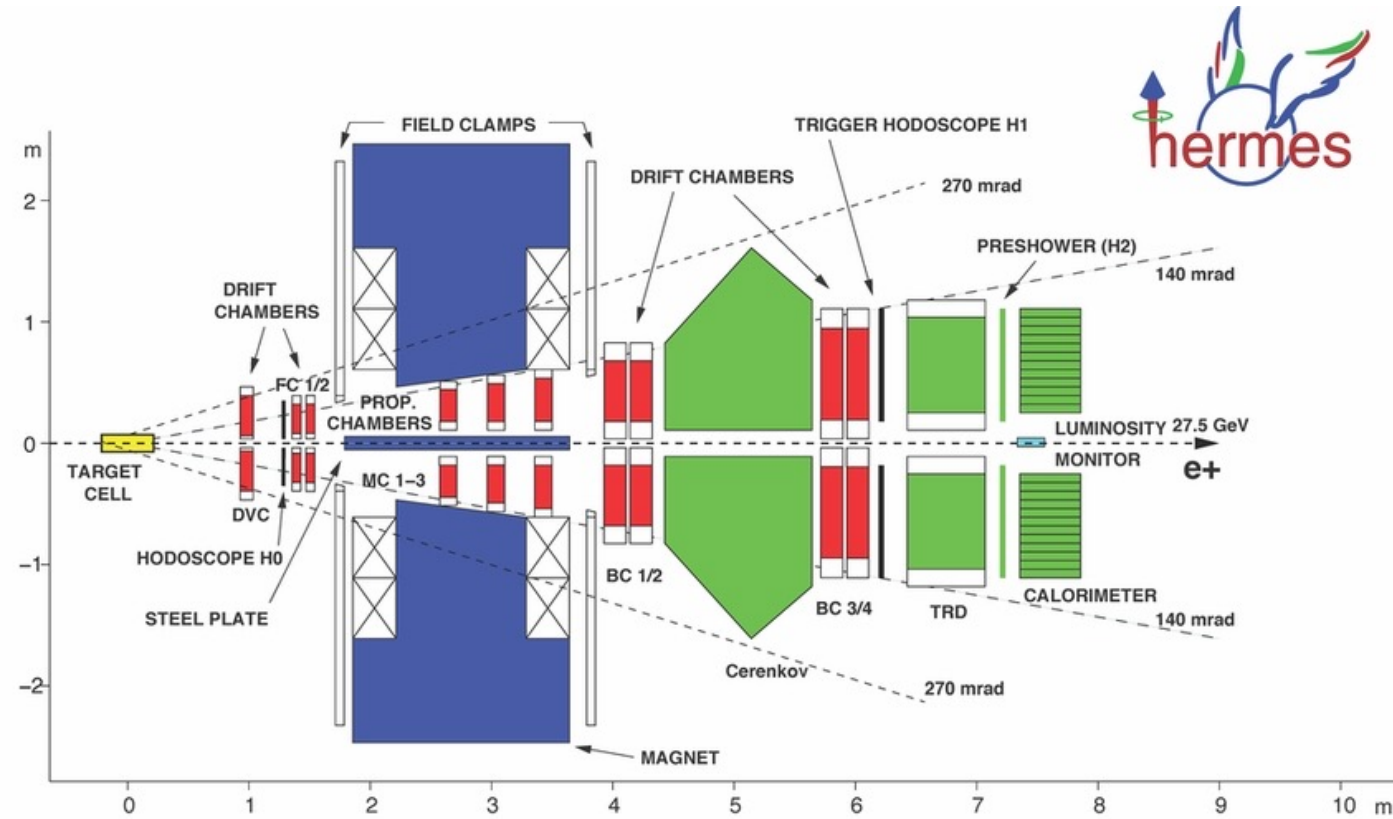 hermes
FIELD CLAMPS
TRIGGER HODOSCOPE H1
m
DRIFT CHAMBERS
270 mrad
2
PRESHOWER (H2)
140 mrad
DRIFT
CHAMBERS
1
FC 1/2
PROP.
CHAMBERS
0
LUMINOSITY 27.5 GeV
MONITOR
e+
TARGET
CELL
MC 1–3
DVC
HODOSCOPE H0
−1
BC 1/2
CALORIMETER
BC 3/4
TRD
STEEL PLATE
140 mrad
Cerenkov
−2
270 mrad
MAGNET
0 1 2 3 4 5 6 7 8 9 10 m